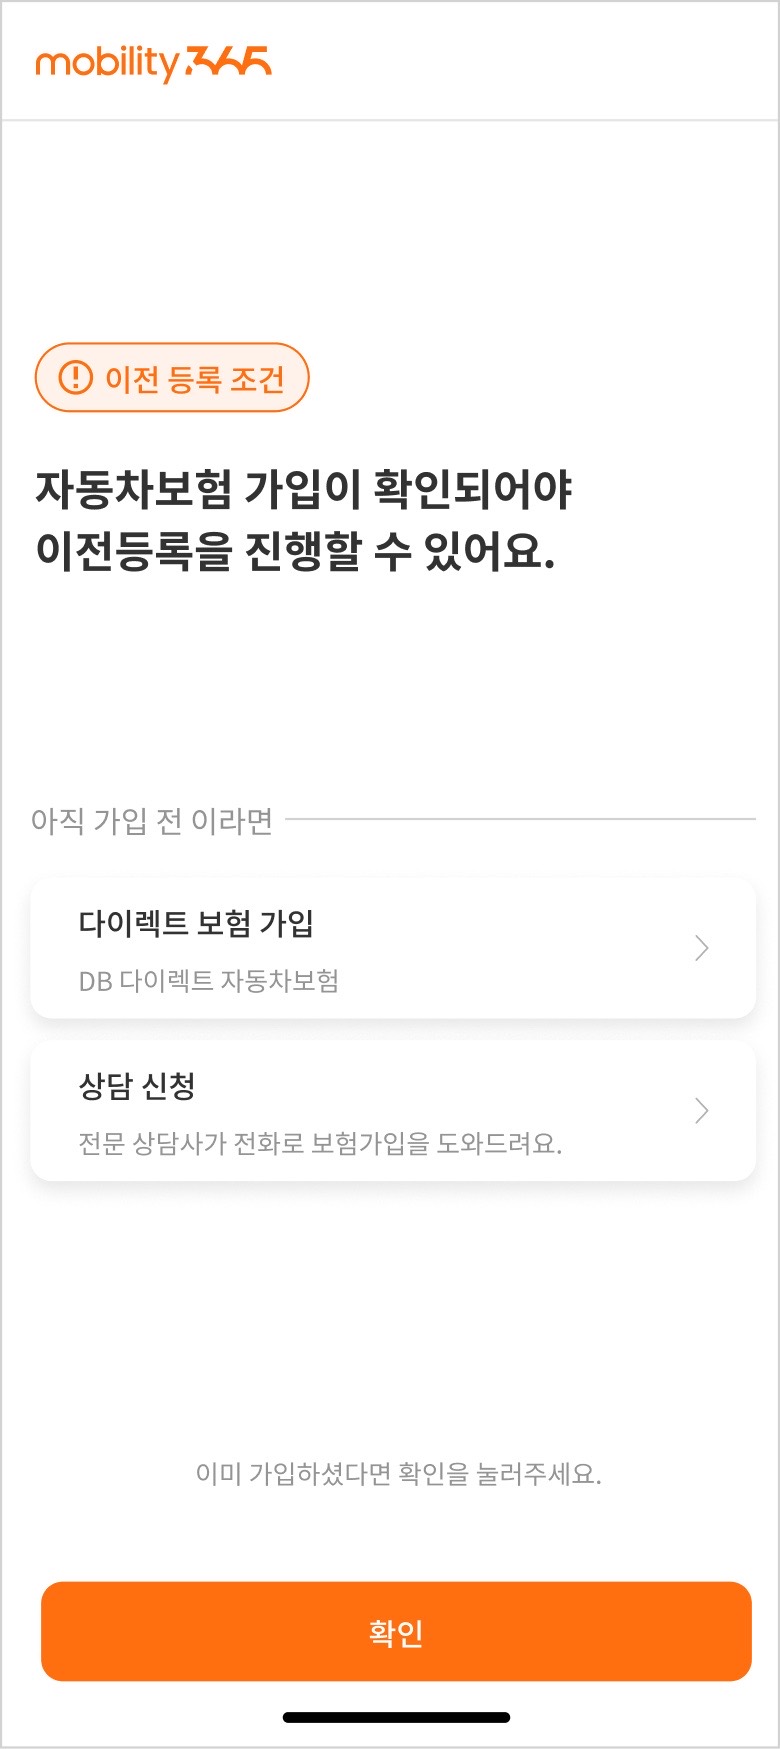 mobility 365
이전 등록 조건
자동차보험 가입이 확인되어야
이전등록을 진행할 수 있어요.
아직 가입 전 이라면
다이렉트 보험 가입
DB 다이렉트 자동차보험
상담 신청
전문 상담사가 전화로 보험가입을 도와드려요.
이미 가입하셨다면 확인을 눌러주세요.
확인